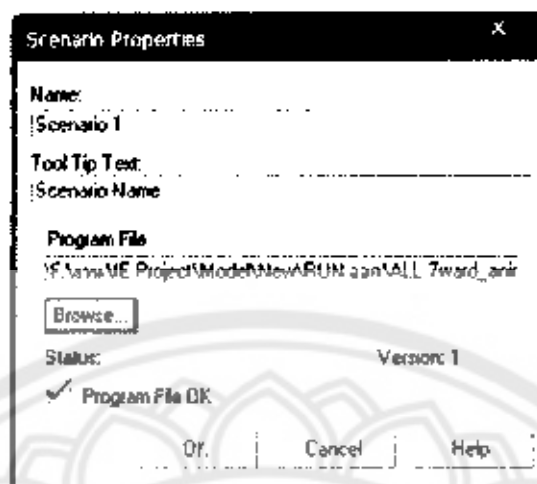 Scenario Properties X
Name:
Scenario 1
Tool Tip Text:
Scenario Name
Program File
Browse...
Status: Version: 1
Program File OK
OK Cancel Help